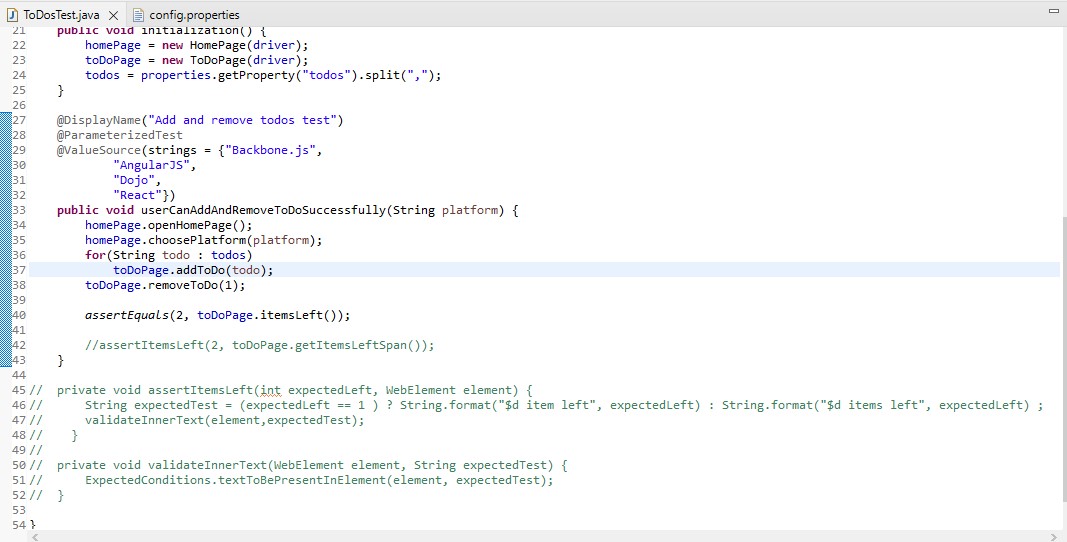 ToDosTest.java
config.properties
21 public void initialization() {
22 homePage = new HomePage(driver);
23 toDoPage = new ToDoPage(driver);
24 todos = properties.getProperty("todos").split(",");
25 }
26
27 @DisplayName("Add and remove todos test")
28 @ParameterizedTest
29 @ValueSource(strings = {"Backbone.js",
30 "AngularJS",
31 "Dojo",
32 "React"})
33 public void userCanAddAndRemoveToDoSuccessfully(String platform) {
34 homePage.openHomePage();
35 homePage.choosePlatform(platform);
36 for(String todo : todos)
37 toDoPage.addToDo(todo);
38 toDoPage.removeToDo(1);
39
40 assertEquals(2, toDoPage.itemsLeft());
41
42 //assertItemsLeft(2, toDoPage.getItemsLeftSpan());
43 }
44
45 // private void assertItemsLeft(int expectedLeft, WebElement element) {
46 // String expectedTest = (expectedLeft == 1 ) ? String.format("$d item left", expectedLeft) : String.format("$d items left", expectedLeft) ;
47 // validateInnerText(element,expectedTest);
48 // }
49 //
50 // private void validateInnerText(WebElement element, String expectedTest) {
51 // ExpectedConditions.textToBePresentInElement(element, expectedTest);
52 // }
53
54 }